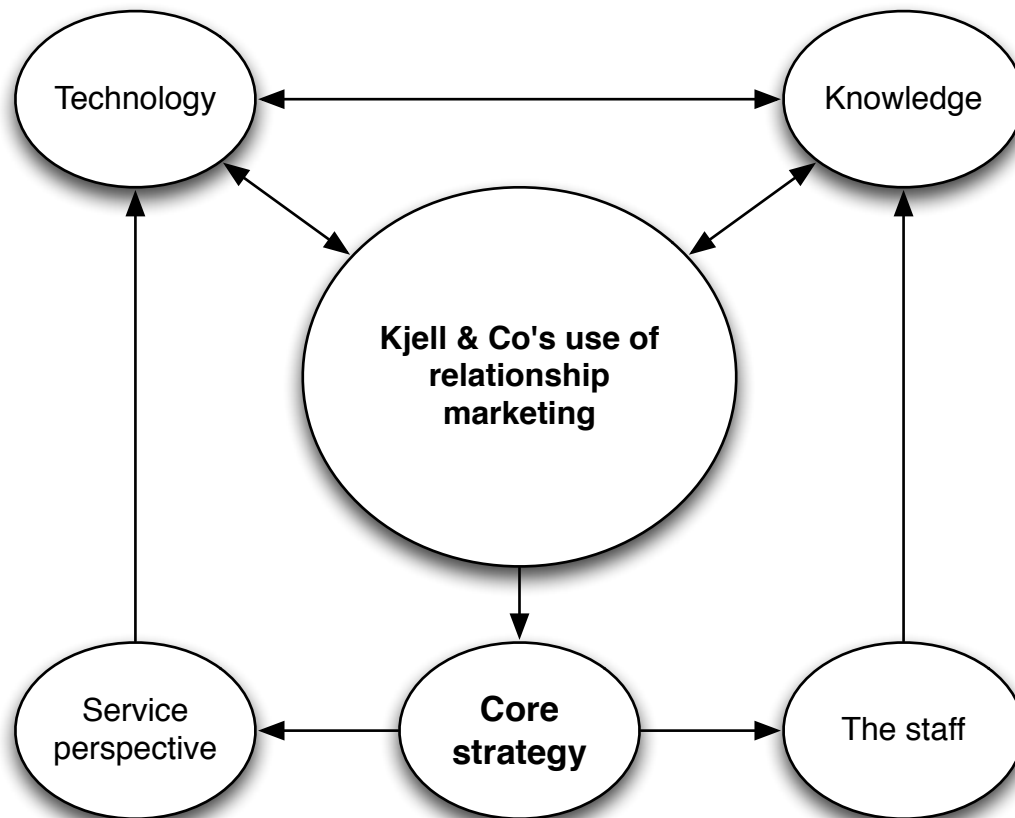 Technology
Knowledge
Kjell & Co's use of
relationship
marketing
Service
perspective
Core
strategy
The staff